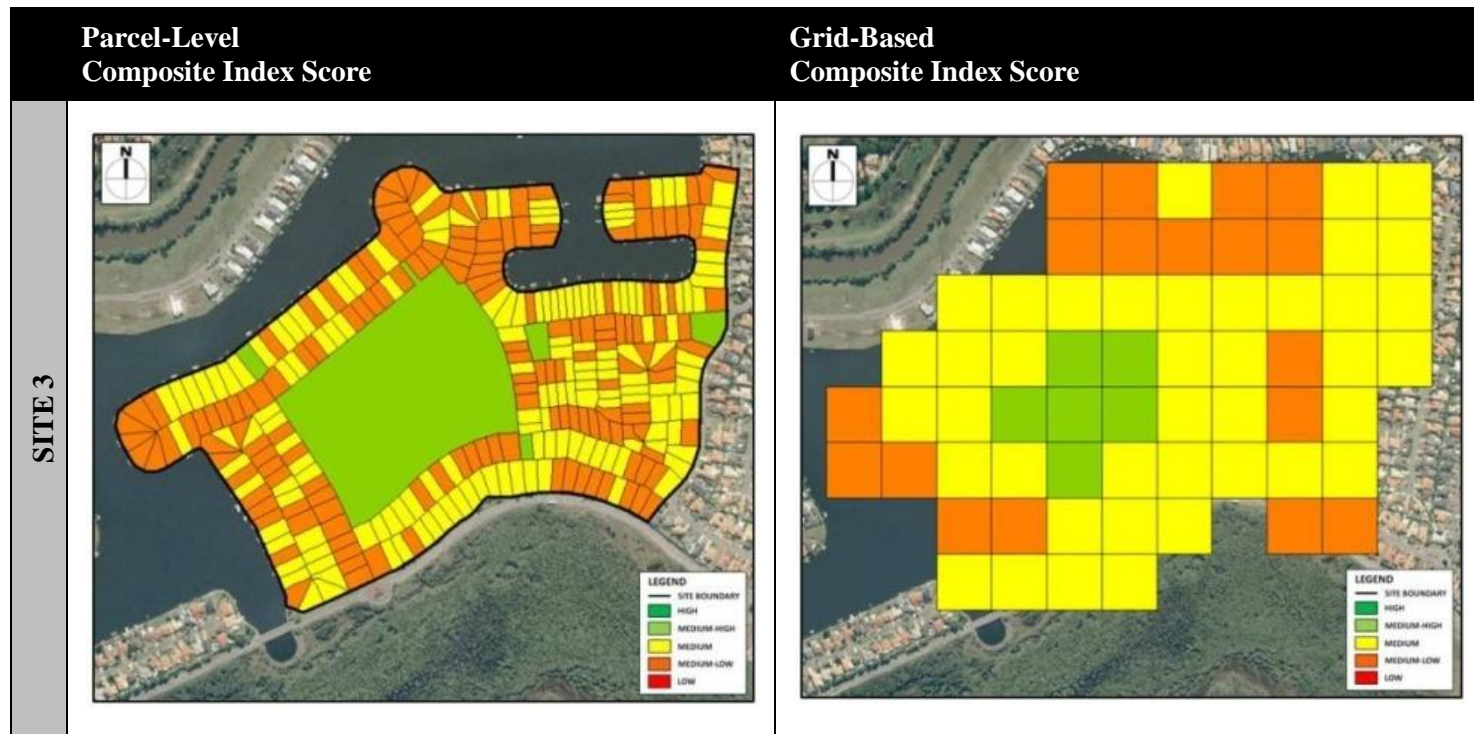 Parcel-Level
Composite Index Score
Grid-Based
Composite Index Score
SITE 3
N
LEGEND
SITE BOUNDARY
HIGH
MEDIUM-HIGH
MEDIUM
MEDIUM-LOW
LOW
N
LEGEND
SITE BOUNDARY
HIGH
MEDIUM-HIGH
MEDIUM
MEDIUM-LOW
LOW